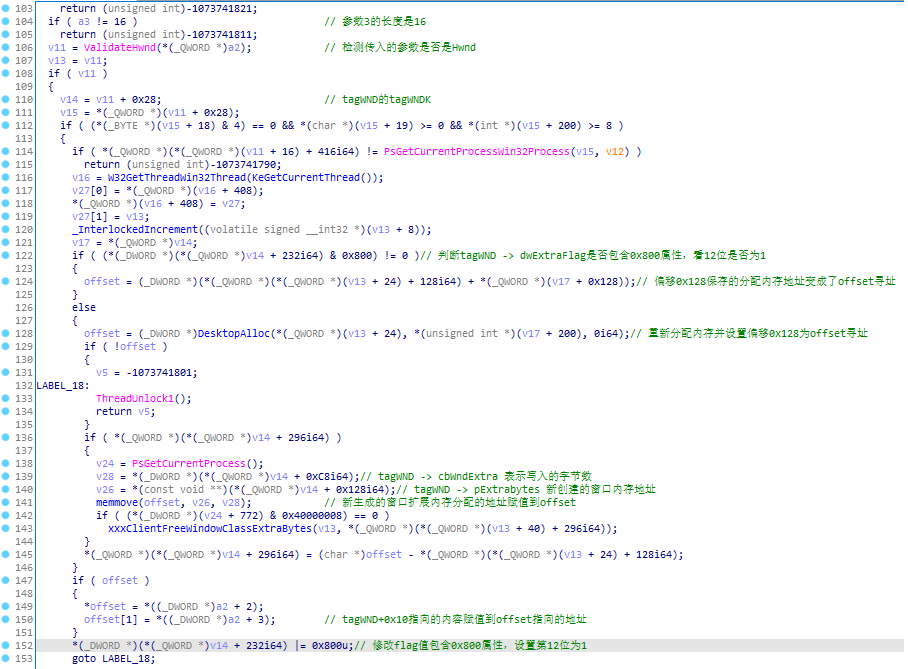 103 return (unsigned int)-1073741821;
104 if ( a3 != 16 ) // 参数3的长度是16
105 return (unsigned int)-1073741811;
106 v11 = ValidateHwnd(*(_QWORD *)a2); // 检测传入的参数是否是Hwnd
107 v13 = v11;
108 if ( v11 )
109 {
110 v14 = v11 + 0x28; // tagWND的tagWNDK
111 v15 = *(_QWORD *)(v11 + 0x28);
112 if ( (*(_BYTE *)(v15 + 18) & 4) == 0 && *(char *)(v15 + 19) >= 0 && *(int *)(v15 + 200) >= 8 )
113 {
114 if ( *(_QWORD *)(*(_QWORD *)(v11 + 16) + 416i64) != PsGetCurrentProcessWin32Process(v15, v12) )
115 return (unsigned int)-1073741790;
116 v16 = W32GetThreadWin32Thread(KeGetCurrentThread());
117 v27[0] = *(_QWORD *)(v16 + 408);
118 *(_QWORD *)(v16 + 408) = v27;
119 v27[1] = v13;
120 _InterlockedIncrement((volatile signed __int32 *)(v13 + 8));
121 v17 = *(_QWORD *)v14;
122 if ( (*(_DWORD *)(*(_QWORD *)v14 + 232i64) & 0x800) != 0 )// 判断tagWND -> dwExtraFlag是否包含0x800属性，看12位是否为1
123 {
124 offset = (_DWORD *)(*(_QWORD *)(*(_QWORD *)(v13 + 24) + 128i64) + *(_QWORD *)(v17 + 0x128));// 偏移0x128保存的分配内存地址变成了offset寻址
125 }
126 else
127 {
128 offset = (_DWORD *)DesktopAlloc(*(_QWORD *)(v13 + 24), *(unsigned int *)(v17 + 200), 0i64);// 重新分配内存并设置偏移0x128为offset寻址
129 if ( !offset )
130 {
131 v5 = -1073741801;
132 LABEL_18:
133 ThreadUnlock1();
134 return v5;
135 }
136 if ( *(_QWORD *)(*(_QWORD *)v14 + 296i64) )
137 {
138 v24 = PsGetCurrentProcess();
139 v28 = *(_DWORD *)(*(_QWORD *)v14 + 0xC8i64);// tagWND -> cbWndExtra 表示写入的字节数
140 v26 = *(const void **)(*(_QWORD *)v14 + 0x128i64);// tagWND -> pExtrabytes 新创建的窗口内存地址
141 memmove(offset, v26, v28); // 新生成的窗口扩展内存分配的地址赋值到offset
142 if ( (*(_DWORD *)(v24 + 772) & 0x40000008) == 0 )
143 xxxClientFreeWindowClassExtraBytes(v13, *(_QWORD *)(*(_QWORD *)(v13 + 40) + 296i64));
144 }
145 *(_QWORD *)(*(_QWORD *)v14 + 296i64) = (char *)offset - *(_QWORD *)(*(_QWORD *)(v13 + 24) + 128i64);
146 }
147 if ( offset )
148 {
149 *offset = *((_DWORD *)a2 + 2);
150 offset[1] = *((_DWORD *)a2 + 3); // tagWND+0x10指向的内容赋值到offset指向的地址
151 }
152 *(_DWORD *)(*(_QWORD *)v14 + 232i64) |= 0x800u;// 修改flag值包含0x800属性，设置第12位为1
153 goto LABEL_18;